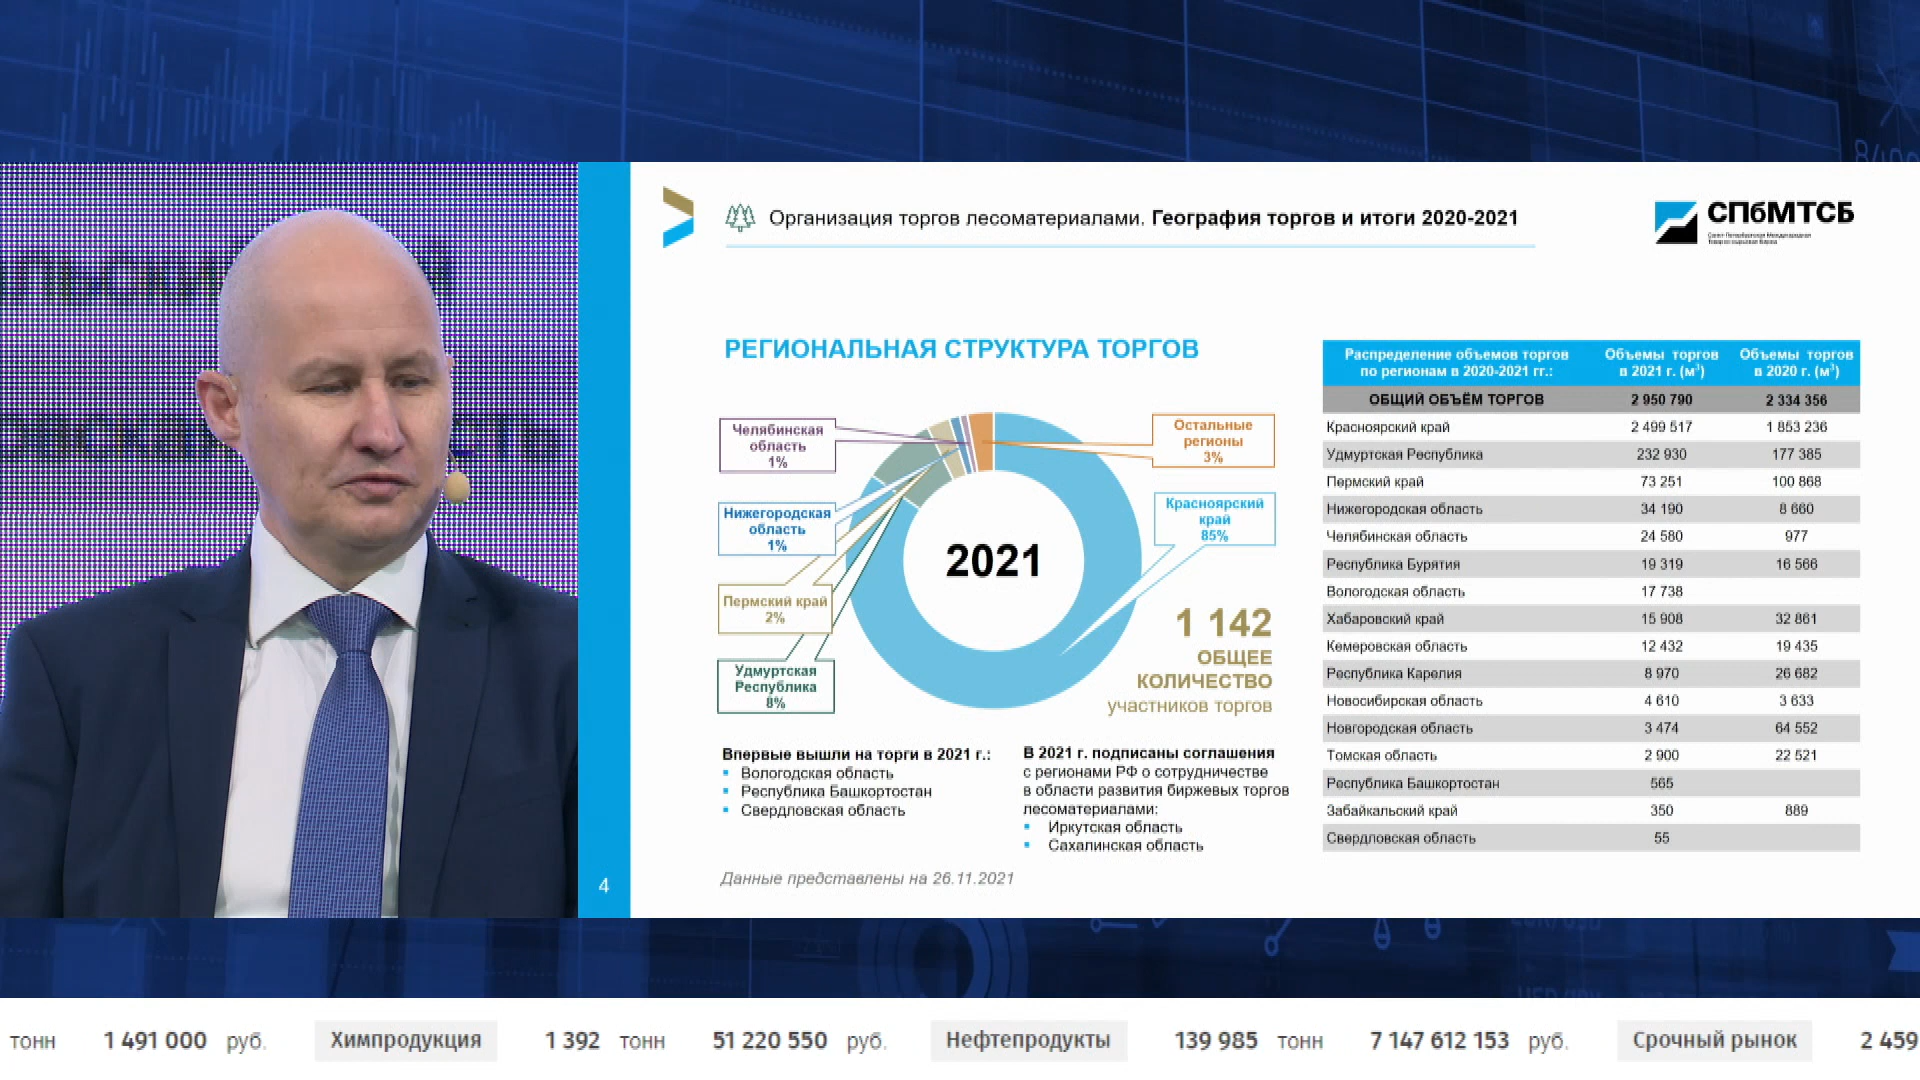 Организация торгов лесоматериалами. География торгов и итоги 2020-2021
СПбМТСБ
Санкт-Петербургская Международная
Товарно-сырьевая Биржа
РЕГИОНАЛЬНАЯ СТРУКТУРА ТОРГОВ
Челябинская
область
1%
Нижегородская
область
1%
Пермский край
2%
Удмуртская
Республика
8%
2021
Остальные
регионы
3%
Красноярский
край
85%
1 142
ОБЩЕЕ
КОЛИЧЕСТВО
участников торгов
Впервые вышли на торги в 2021 г.:
Вологодская область
Республика Башкортостан
Свердловская область
В 2021 г. подписаны соглашения
с регионами РФ о сотрудничестве
в области развития биржевых торгов
лесоматериалами:
Иркутская область
Сахалинская область
Данные представлены на 26.11.2021
4
Распределение объемов торгов
по регионам в 2020-2021 гг.:
Объемы торгов
в 2021 г. (м³)
Объемы торгов
в 2020 г. (м³)
ОБЩИЙ ОБЪЁМ ТОРГОВ 2 950 790 2 334 356
Красноярский край 2 499 517 1 853 236
Удмуртская Республика 232 930 177 385
Пермский край 73 251 100 868
Нижегородская область 34 190 8 660
Челябинская область 24 580 977
Республика Бурятия 19 319 16 566
Вологодская область 17 738
Хабаровский край 15 908 32 861
Кемеровская область 12 432 19 435
Республика Карелия 8 970 26 682
Новосибирская область 4 610 3 633
Новгородская область 3 474 64 552
Томская область 2 900 22 521
Республика Башкортостан 565
Забайкальский край 350 889
Свердловская область 55
тонн 1 491 000 руб. Химпродукция 1 392 тонн 51 220 550 руб. Нефтепродукты 139 985 тонн 7 147 612 153 руб. Срочный рынок 2 459